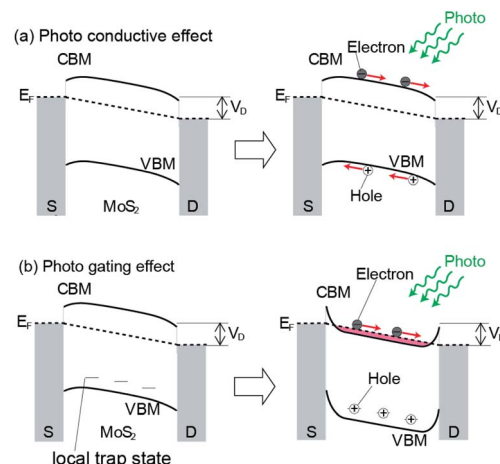 (a) Photo conductive effect
Photo
CBM
CBM
Electron
E_F
V_D
E_F
V_D
VBM
VBM
S
MoS₂
D
S
Hole
D
(b) Photo gating effect
Photo
CBM
CBM
Electron
E_F
V_D
E_F
V_D
Hole
VBM
S
MoS₂
D
S
VBM
D
local trap state